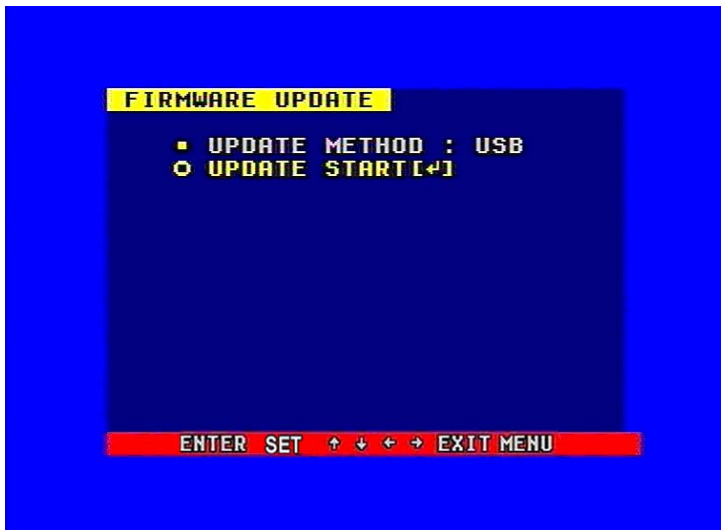 FIRMWARE UPDATE
▪ UPDATE METHOD : USB
○ UPDATE START[↵]
ENTER SET ↑ ↓ ← → EXIT MENU